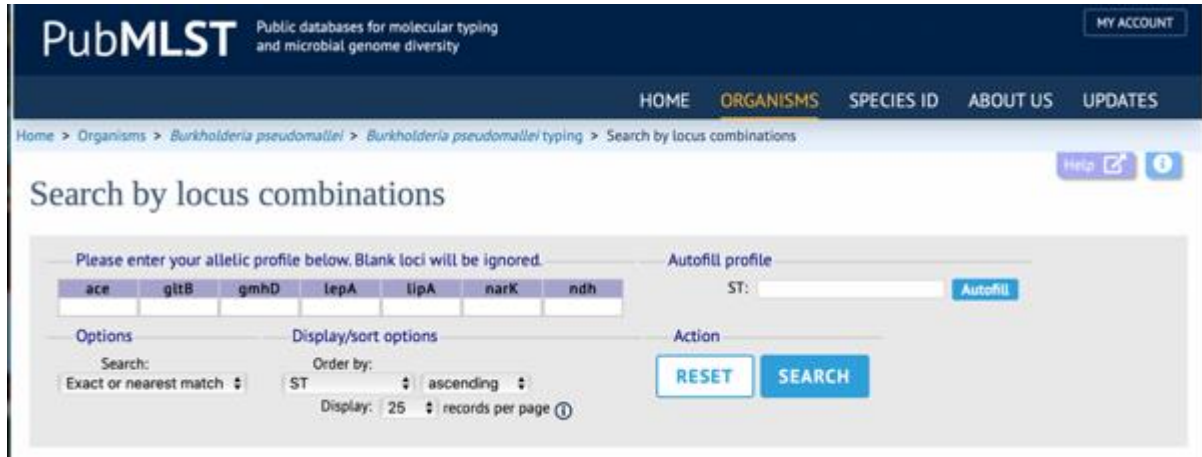 PubMLST Public databases for molecular typing
and microbial genome diversity
MY ACCOUNT
HOME ORGANISMS SPECIES ID ABOUT US UPDATES
Home > Organisms > Burkholderia pseudomallei > Burkholderia pseudomallei typing > Search by locus combinations
Help
Search by locus combinations
Please enter your allelic profile below. Blank loci will be ignored.
ace gltB gmhD lepA lipA narK ndh
Autofill profile
ST: Autofill
Options
Search:
Exact or nearest match
Display/sort options
Order by:
ST ascending
Display: 25 records per page
Action
RESET SEARCH